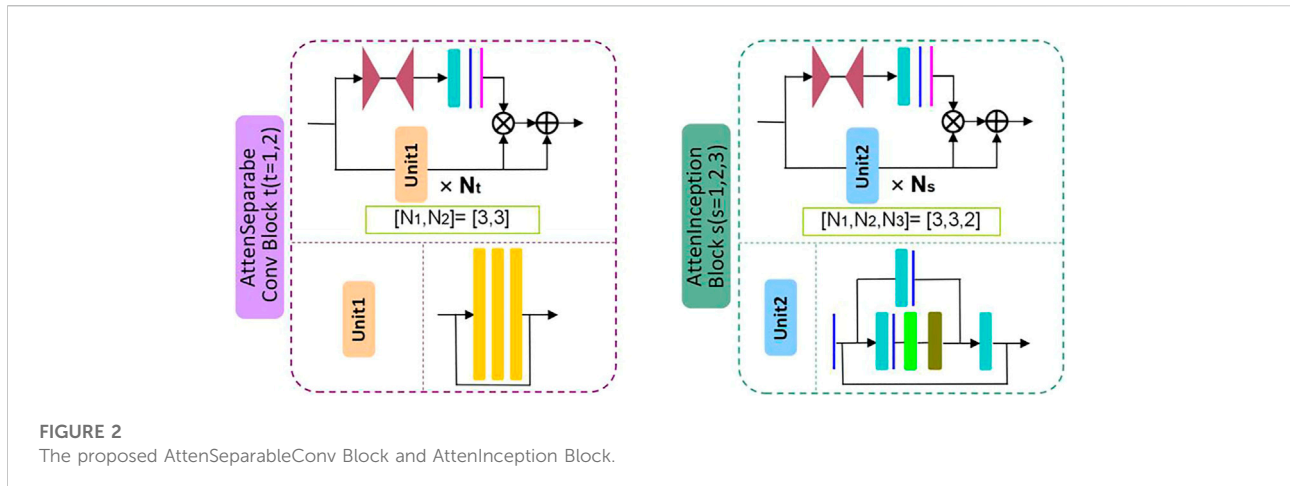 AttenSeparabe
Conv Block t(t=1,2)
Unit1
× Nt
[N1,N2]= [3,3]
Unit1
AttenInception
Block s(s=1,2,3)
Unit2
× Ns
[N1,N2,N3]= [3,3,2]
Unit2
FIGURE 2
The proposed AttenSeparableConv Block and AttenInception Block.